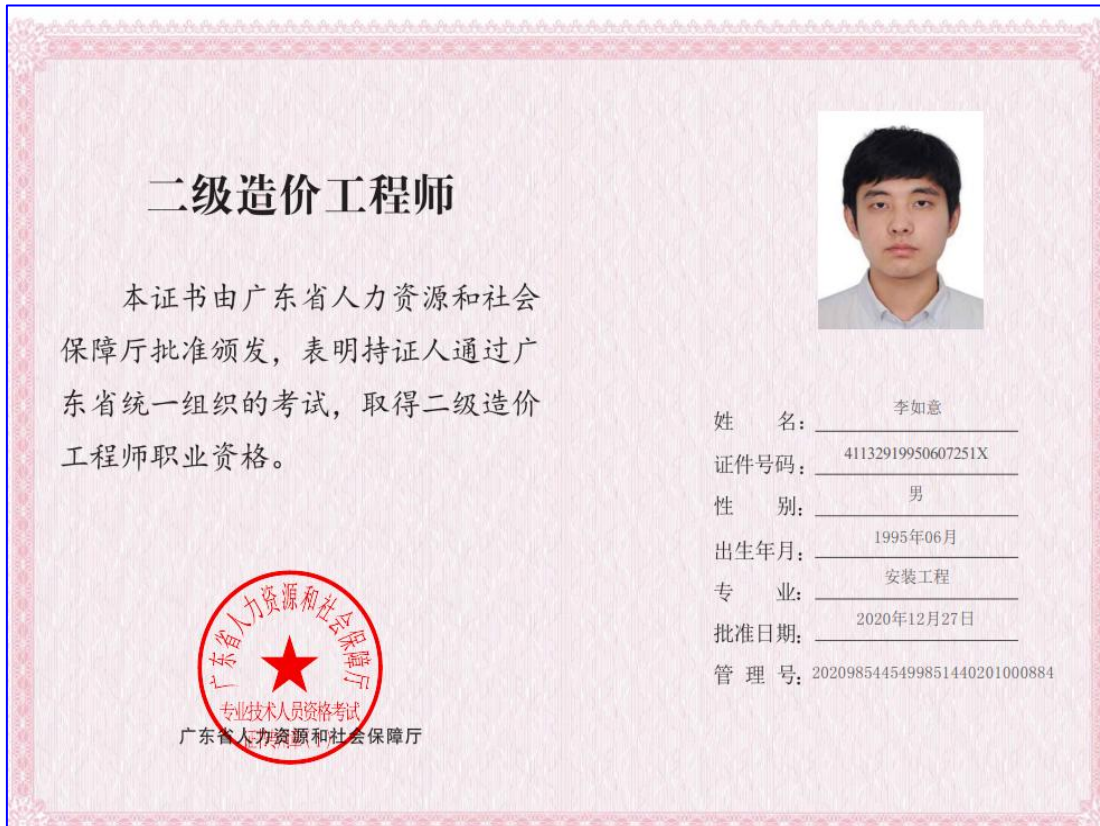 二级造价工程师
本证书由广东省人力资源和社会
保障厅批准颁发，表明持证人通过广
东省统一组织的考试，取得二级造价
工程师职业资格。
姓名：李如意
证件号码：41132919950607251X
性别：男
出生年月：1995年06月
专业：安装工程
批准日期：2020年12月27日
管理号：20209854454999851440201000884
广东省人力资源和社会保障厅
专业技术人员资格考试
广东省人力资源和社会保障厅